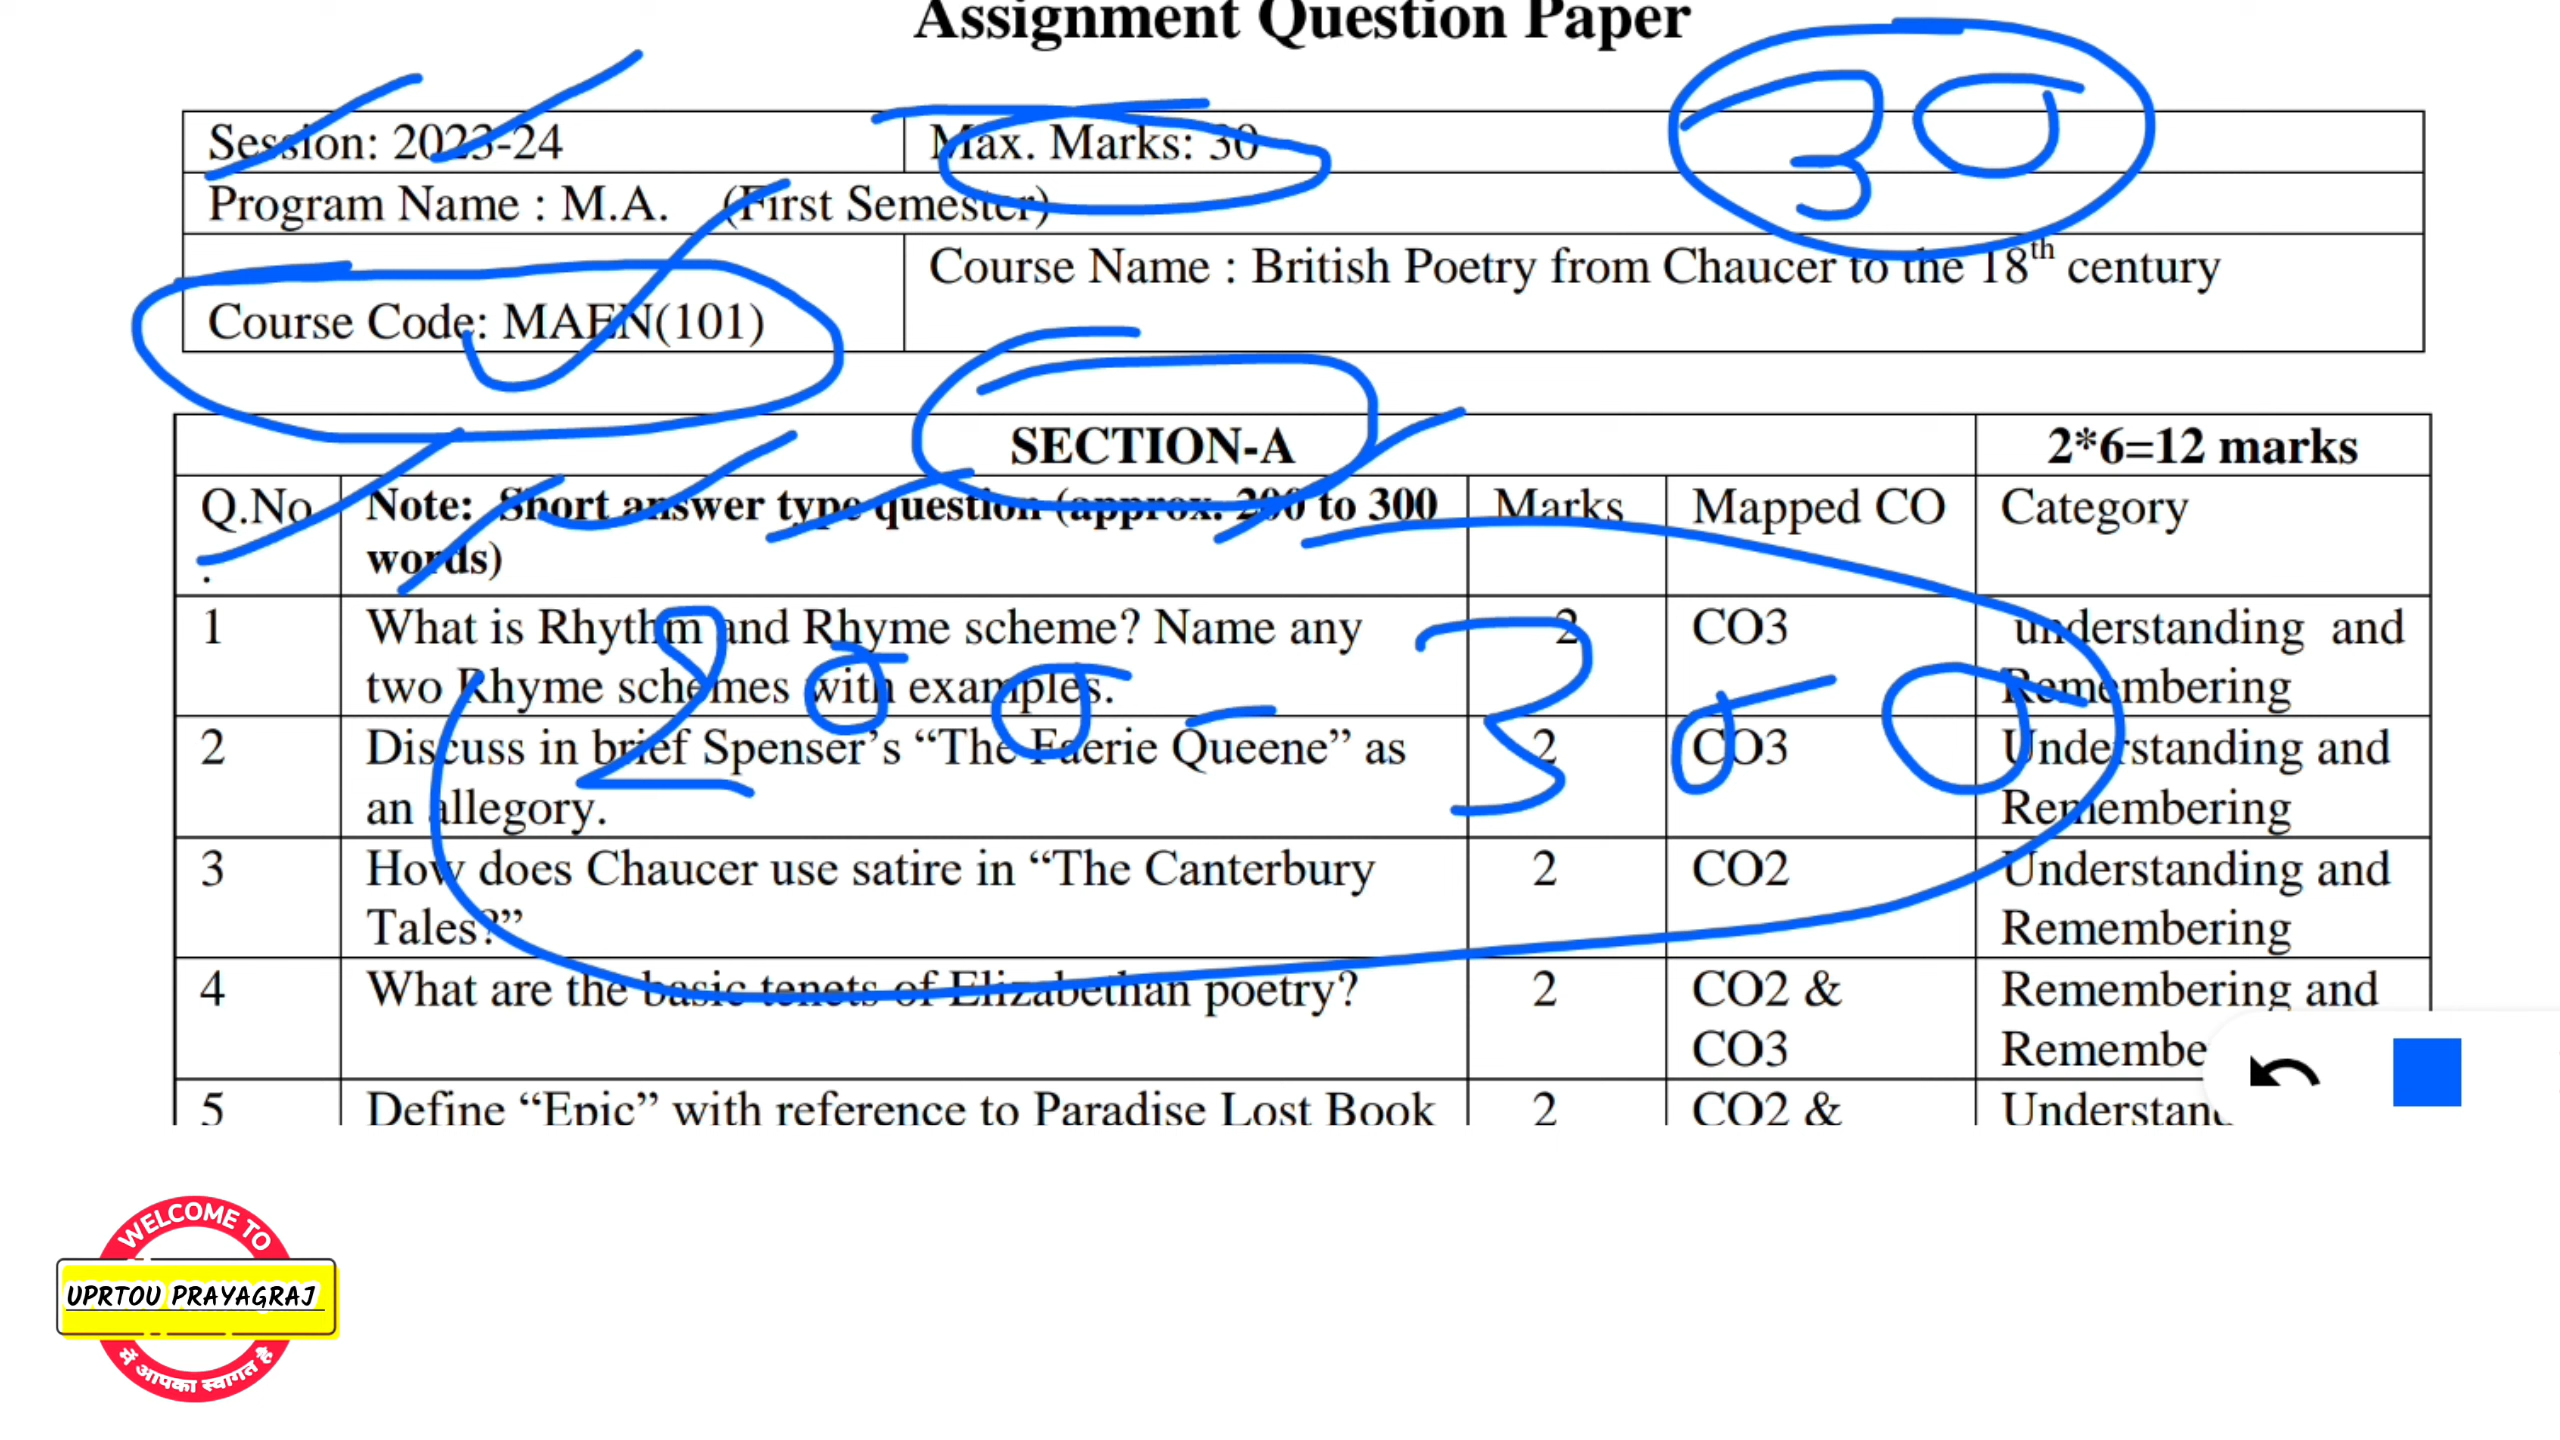 Assignment Question Paper
30
Session: 2023-24 Max. Marks: 30
Program Name : M.A. (First Semester)
Course Code: MAEN(101) Course Name : British Poetry from Chaucer to the 18th century
SECTION-A 2*6=12 marks
Q.No. Note: Short answer type question (approx. 200 to 300 words) Marks Mapped CO Category
1 What is Rhythm and Rhyme scheme? Name any 2 CO3 understanding and
two Rhyme schemes with examples. Remembering
200 - 300
2 Discuss in brief Spenser's “The Faerie Queene” as 2 CO3 Understanding and
an allegory. Remembering
3 How does Chaucer use satire in “The Canterbury 2 CO2 Understanding and
Tales?” Remembering
4 What are the basic tenets of Elizabethan poetry? 2 CO2 & Remembering and
CO3 Remembe
5 Define “Epic” with reference to Paradise Lost Book 2 CO2 & Understan
WELCOME TO
UPRTOU PRAYAGRAJ
में आपका स्वागत है